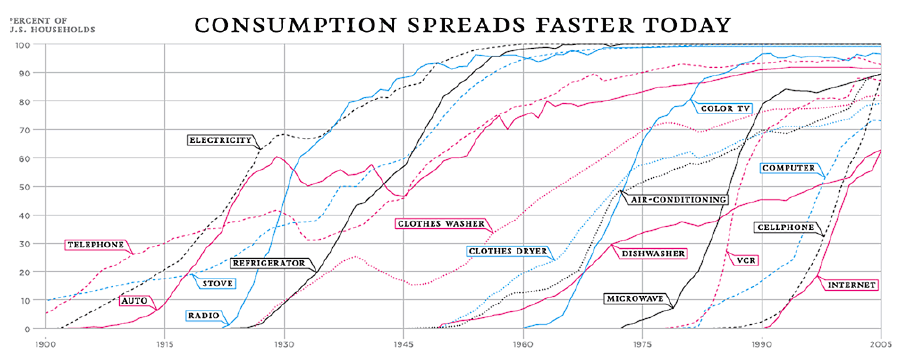 CONSUMPTION SPREADS FASTER TODAY
PERCENT OF
U.S. HOUSEHOLDS
100
90
80
70
60
50
40
30
20
10
0
ELECTRICITY
TELEPHONE
AUTO
STOVE
RADIO
REFRIGERATOR
CLOTHES WASHER
CLOTHES DRYER
COLOR TV
AIR-CONDITIONING
DISHWASHER
MICROWAVE
VCR
COMPUTER
CELLPHONE
INTERNET
1900
1915
1930
1945
1960
1975
1990
2005